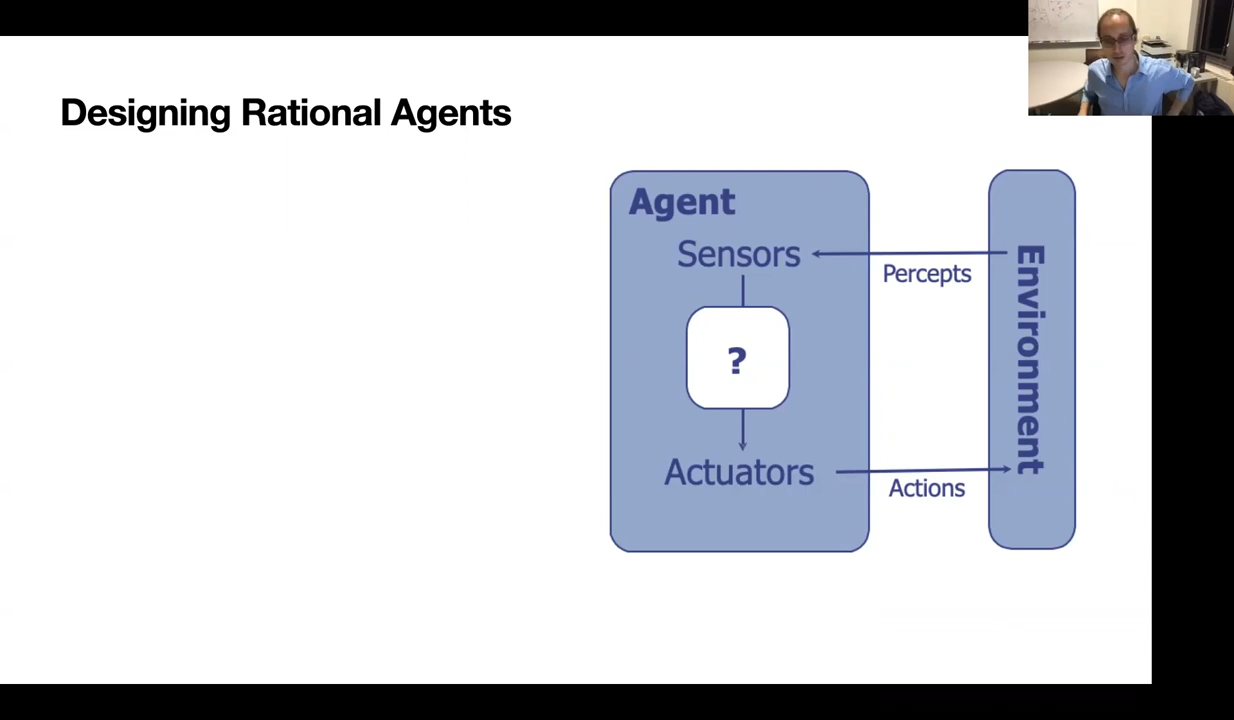 Designing Rational Agents
Agent
Sensors
Percepts
?
Environment
Actuators
Actions